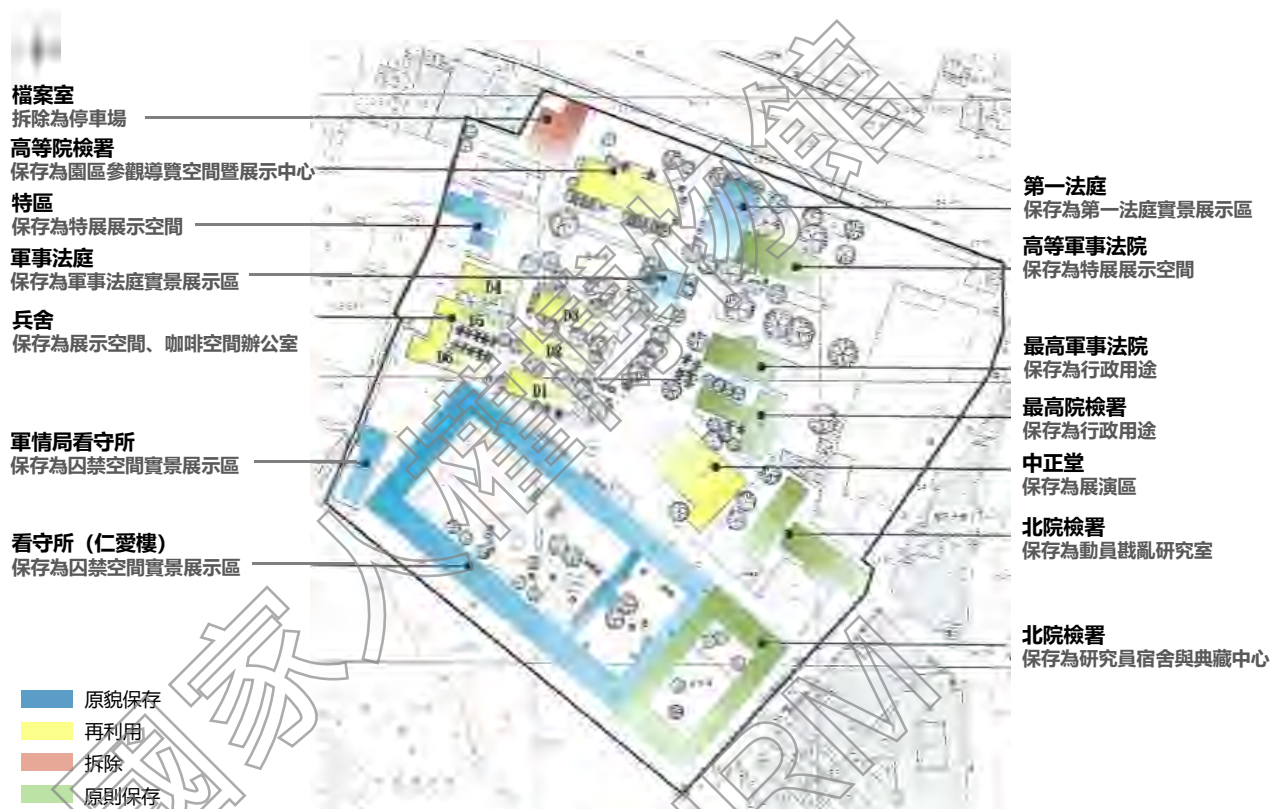 檔案室
拆除為停車場
高等院檢署
保存為園區參觀導覽空間暨展示中心
特區
保存為特展展示空間
軍事法庭
保存為軍事法庭實景展示區
兵舍
保存為展示空間、咖啡空間辦公室
軍情局看守所
保存為囚禁空間實景展示區
看守所（仁愛樓）
保存為囚禁空間實景展示區
原貌保存
再利用
拆除
原則保存
D4
D5
D6
D3
D2
D1
第一法庭
保存為第一法庭實景展示區
高等軍事法院
保存為特展展示空間
最高軍事法院
保存為行政用途
最高院檢署
保存為行政用途
中正堂
保存為展演區
北院檢署
保存為動員戡亂研究室
北院檢署
保存為研究員宿舍與典藏中心
國家人權博物館